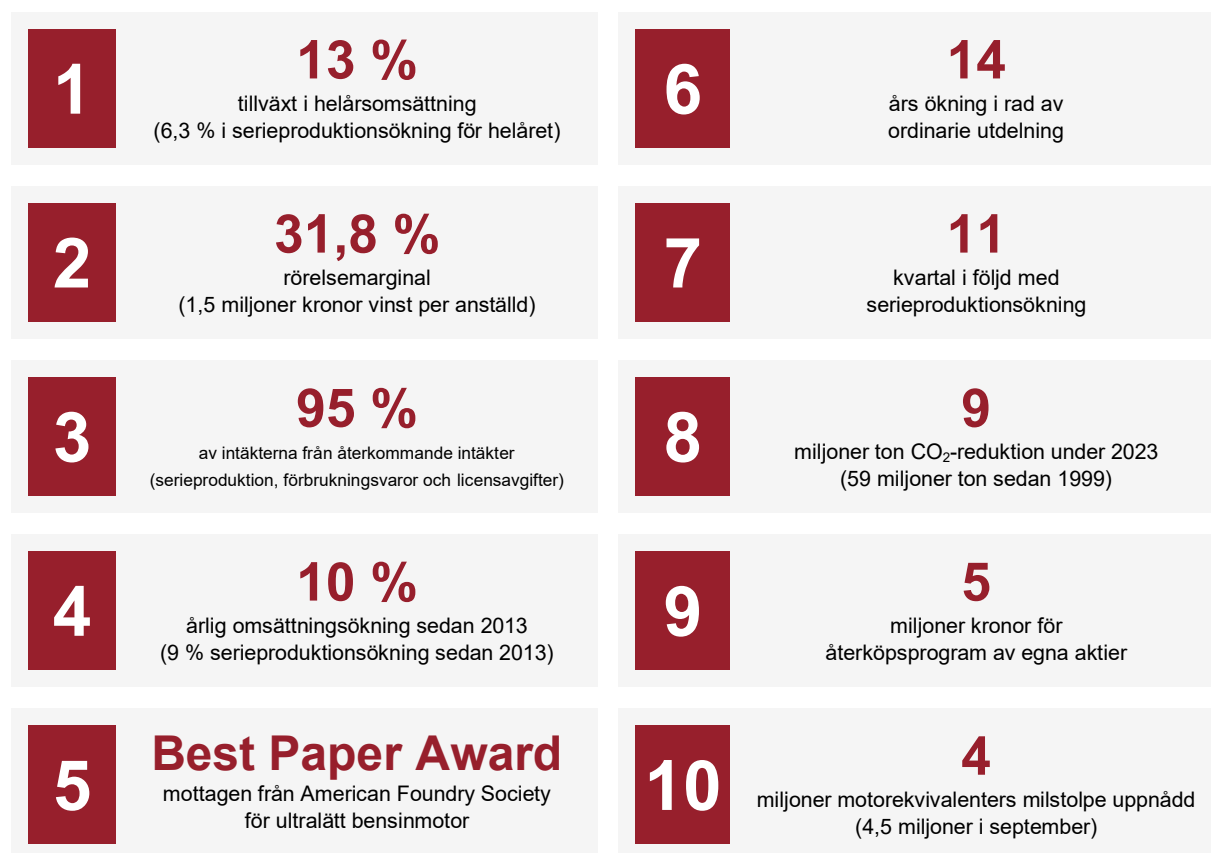 1
13 %
tillväxt i helårsomsättning
(6,3 % i serieproduktionsökning för helåret)
2
31,8 %
rörelsemarginal
(1,5 miljoner kronor vinst per anställd)
3
95 %
av intäkterna från återkommande intäkter
(serieproduktion, förbrukningsvaror och licensavgifter)
4
10 %
årlig omsättningsökning sedan 2013
(9 % serieproduktionsökning sedan 2013)
5
Best Paper Award
mottagen från American Foundry Society
för ultralätt bensinmotor
6
14
års ökning i rad av
ordinarie utdelning
7
11
kvartal i följd med
serieproduktionsökning
8
9
miljoner ton CO₂-reduktion under 2023
(59 miljoner ton sedan 1999)
9
5
miljoner kronor för
återköpsprogram av egna aktier
10
4
miljoner motorekvivalenters milstolpe uppnådd
(4,5 miljoner i september)